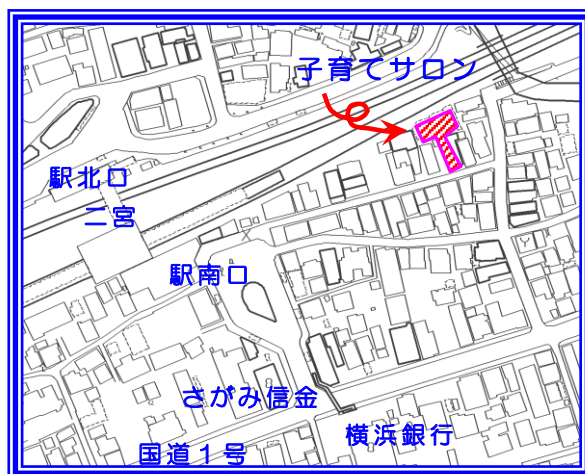 子育てサロン
駅北口
二宮
駅南口
さがみ信金
横浜銀行
国道１号